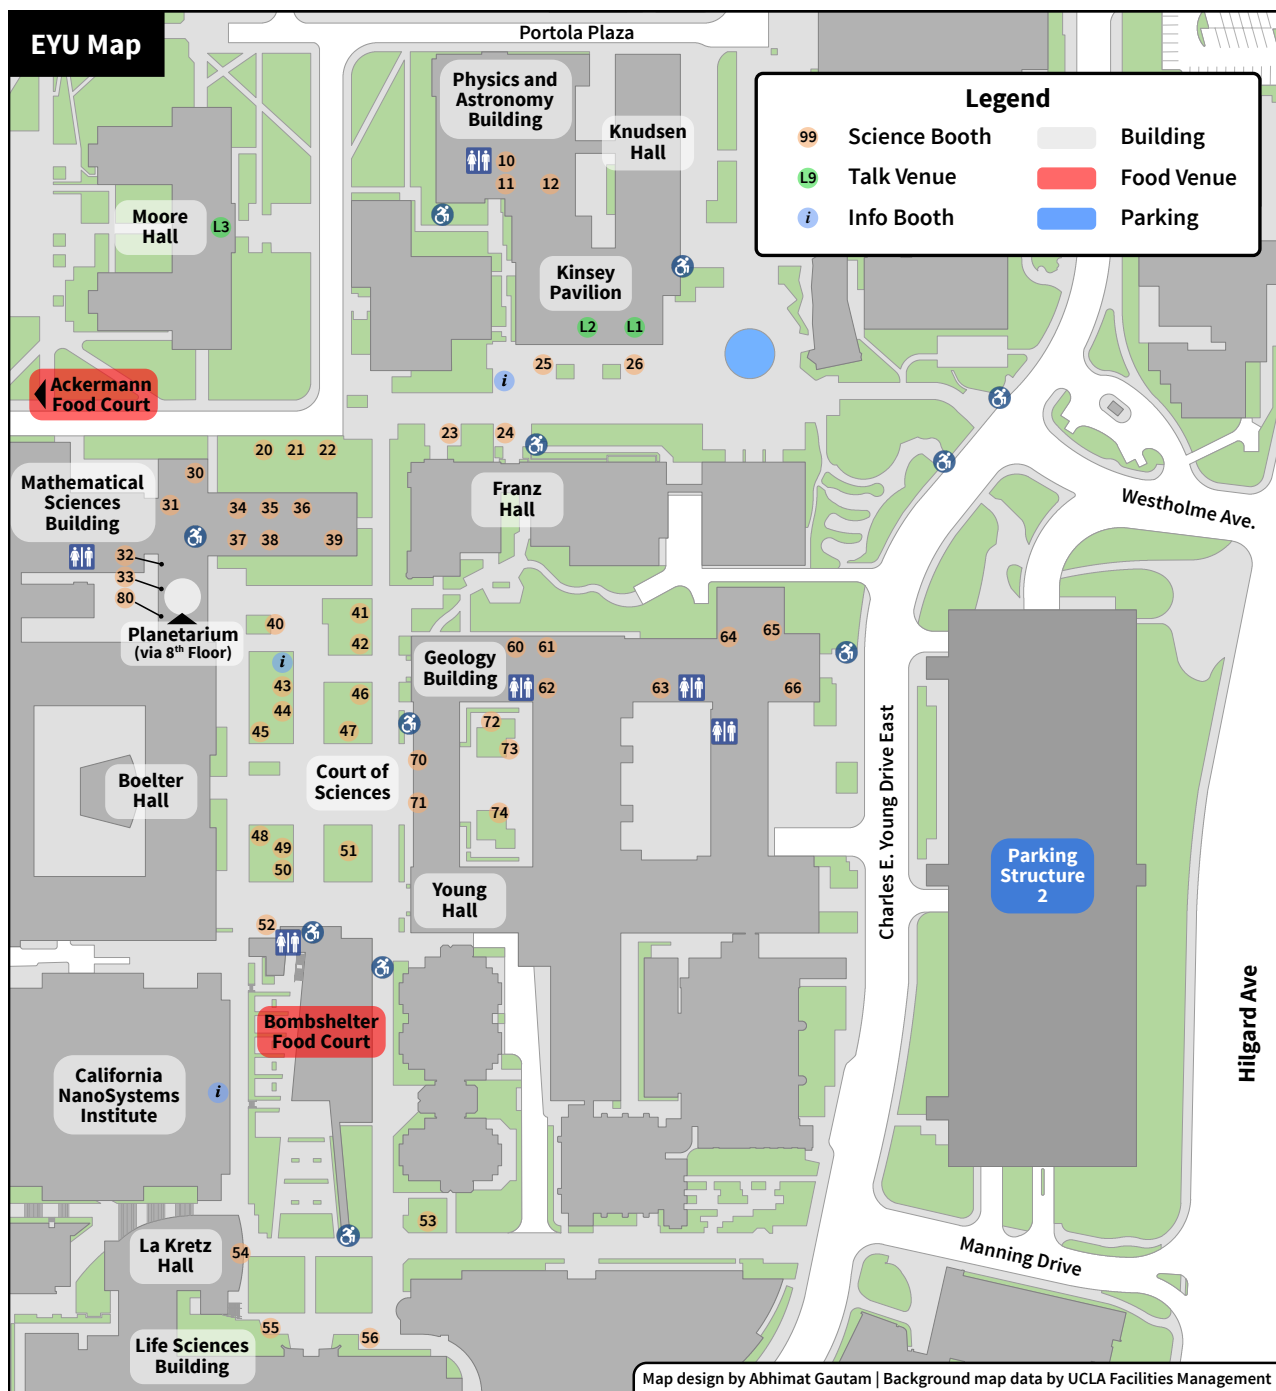 EYU Map
Portola Plaza
Physics and
Astronomy
Building
Knudsen
Hall
10
11
12
Legend
99
Science Booth
Building
L9
Talk Venue
Food Venue
i
Info Booth
Parking
Moore
Hall
L3
Kinsey
Pavilion
L2
L1
25
26
i
Ackermann
Food Court
23
24
20
21
22
30
Mathematical
Sciences
Building
31
34
35
36
37
38
39
32
33
80
Planetarium
(via 8th Floor)
Franz
Hall
Westholme Ave.
40
41
42
i
43
44
45
46
47
Geology
Building
60
61
62
63
64
65
66
72
73
74
70
71
Court of
Sciences
Boelter
Hall
48
49
50
51
Young
Hall
Charles E. Young Drive East
Parking
Structure
2
Hilgard Ave
52
Bombshelter
Food Court
California
NanoSystems
Institute
i
53
La Kretz
Hall
54
Manning Drive
55
56
Life Sciences
Building
Map design by Abhimat Gautam | Background map data by UCLA Facilities Management